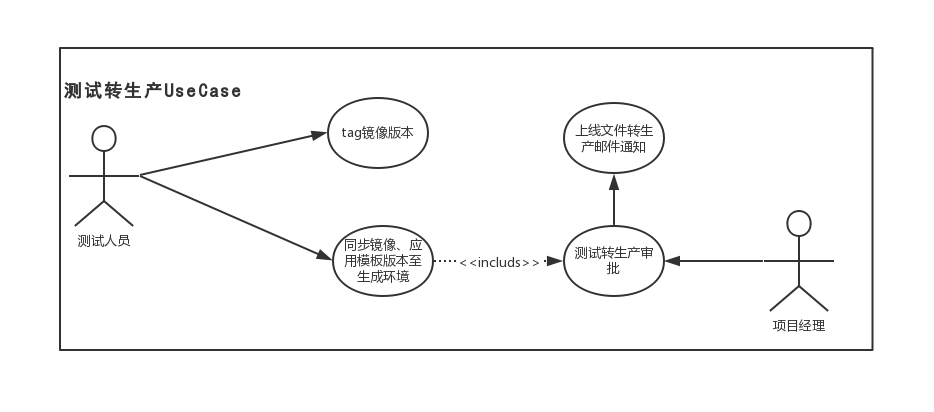 测试转生产UseCase
tag镜像版本
上线文件转生
产邮件通知
测试人员
同步镜像、应
用模板版本至
生成环境
<<includs>>
测试转生产审
批
项目经理